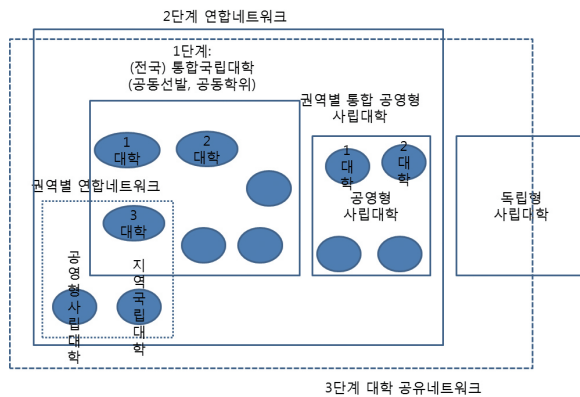 2단계 연합네트워크
1단계:
(전국) 통합국립대학
(공동선발, 공동학위)
권역별 통합 공영형
사립대학
1
대학
2
대학
1
대
학
2
대
학
권역별 연합네트워크
3
대학
공영형
사립대학
독립형
사립대학
공
영
형
사
립
대
학
지
역
국
립
대
학
3단계 대학 공유네트워크